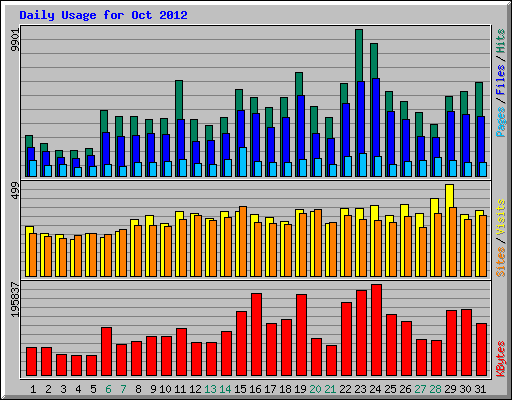 Daily Usage for Oct 2012
9901
Pages / Files / Hits
499
Sites / Visits
195837
KBytes
1 2 3 4 5 6 7 8 9 10 11 12 13 14 15 16 17 18 19 20 21 22 23 24 25 26 27 28 29 30 31